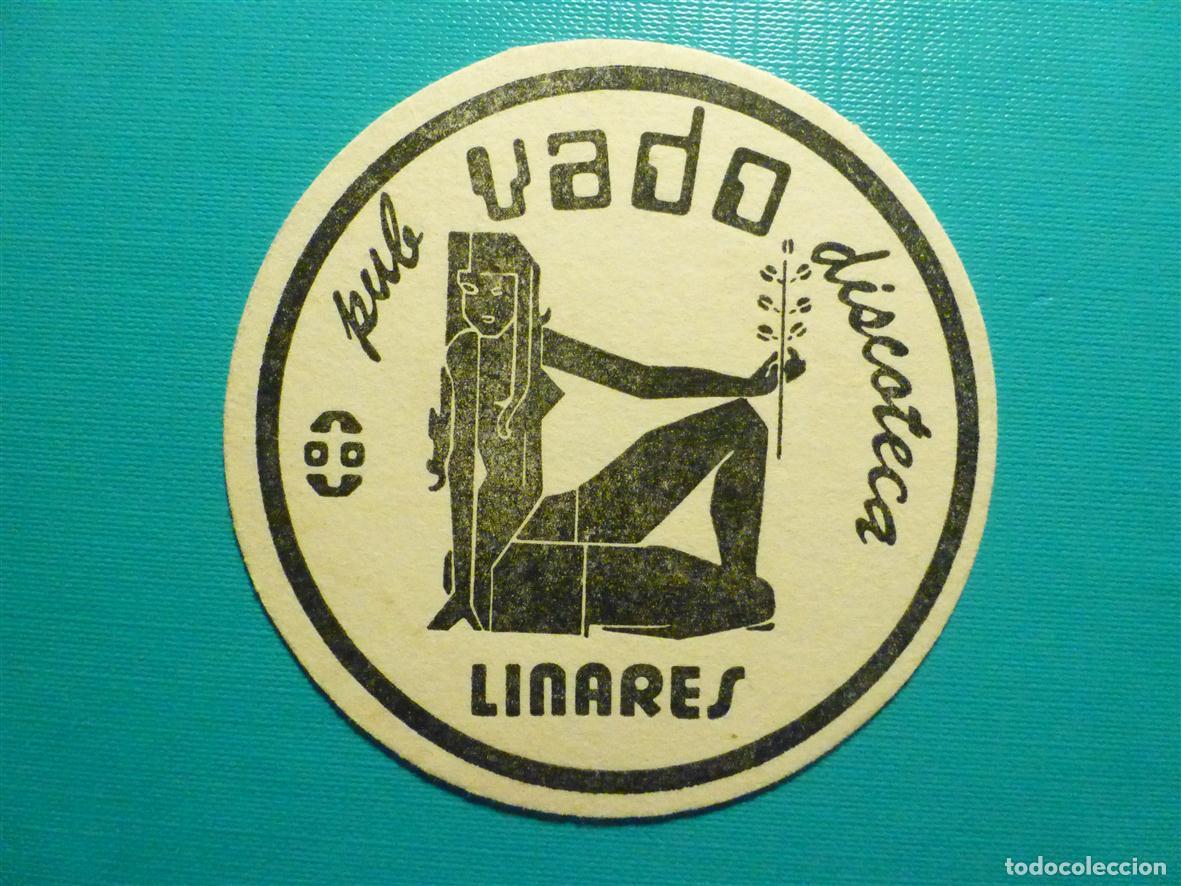 pub vado discoteca
LINARES
todocoleccion